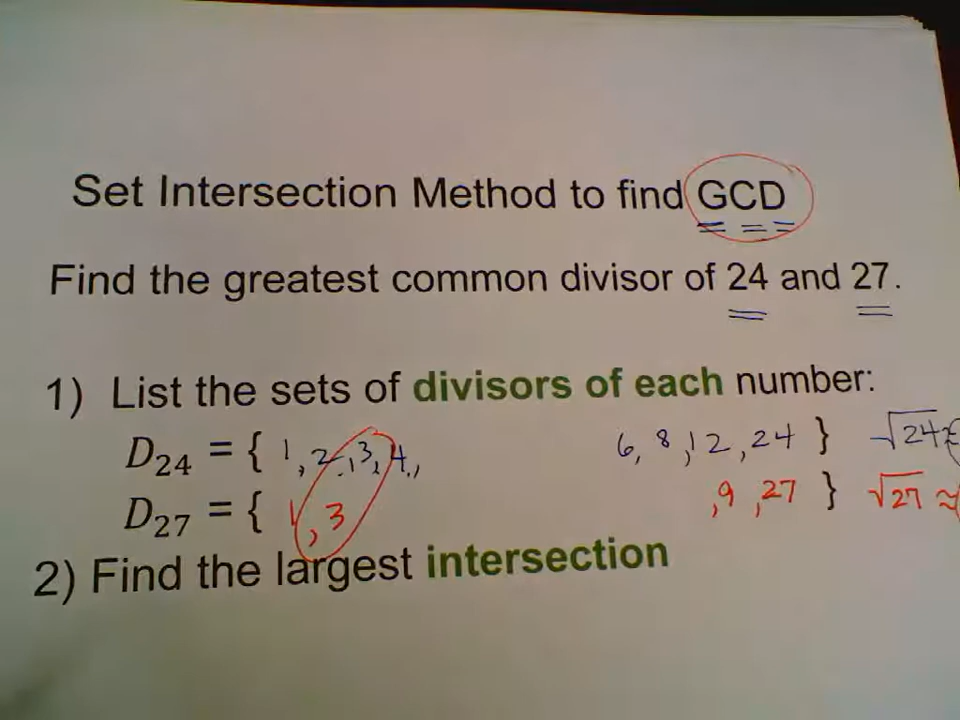 Set Intersection Method to find GCD
Find the greatest common divisor of 24 and 27.
1) List the sets of divisors of each number:
D₂₄ = { 1, 2, 3, 4, , 6, 8, 12, 24 } √24 ≈
D₂₇ = { 1, 3 , 9, 27 } √27 ≈
2) Find the largest intersection